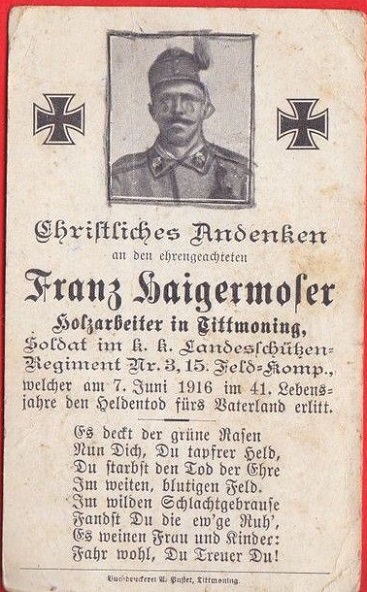 Christliches Andenken
an den ehrengeachteten
Franz Haigermoser
Holzarbeiter in Tittmoning,
Soldat im k. k. Landesschützen-
Regiment Nr. 3, 15. Feld-Komp.,
welcher am 7. Juni 1916 im 41. Lebens-
jahre den Heldentod fürs Vaterland erlitt.
Es deckt der grüne Rasen
Nun Dich, Du tapfrer Held,
Du starbst den Tod der Ehre
Im weiten, blutigen Feld.
Im wilden Schlachtgebrause
Fandst Du die ew'ge Ruh',
Es weinen Frau und Kinder:
Fahr wohl, Du Treuer Du!
Buchdruckerei A. Pustet, Tittmoning.